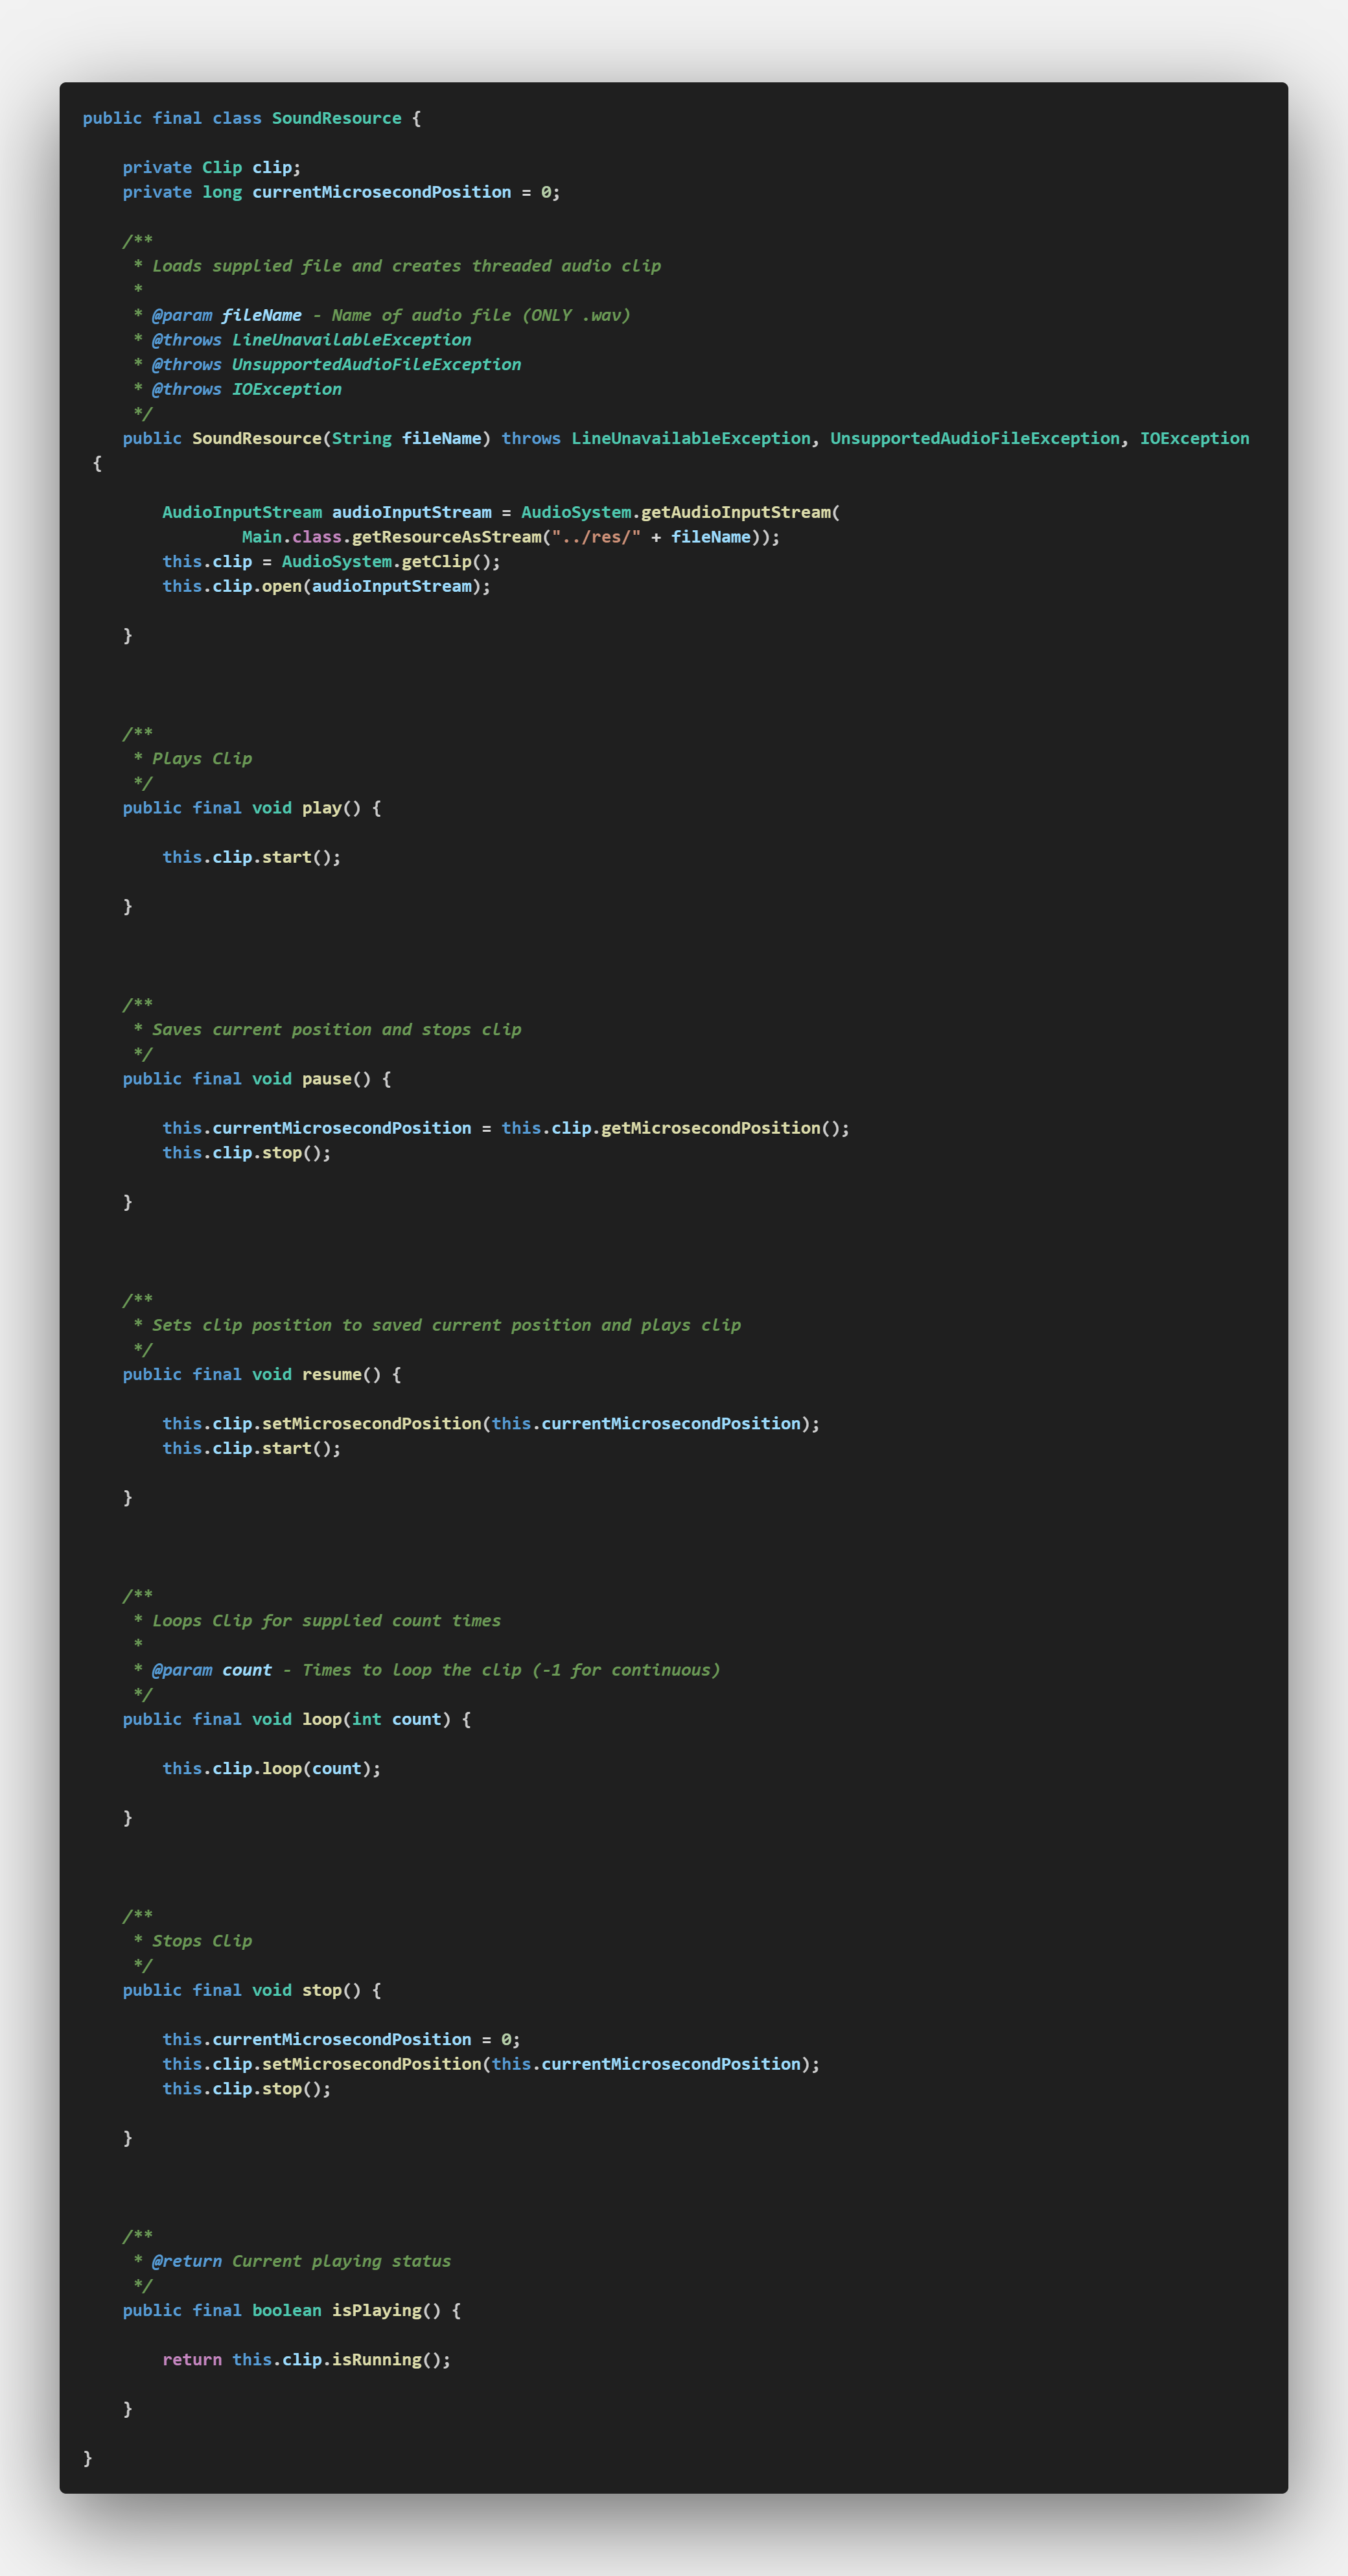 public final class SoundResource {
private Clip clip;
private long currentMicrosecondPosition = 0;
/**
* Loads supplied file and creates threaded audio clip
*
* @param fileName - Name of audio file (ONLY .wav)
* @throws LineUnavailableException
* @throws UnsupportedAudioFileException
* @throws IOException
*/
public SoundResource(String fileName) throws LineUnavailableException, UnsupportedAudioFileException, IOException
{
AudioInputStream audioInputStream = AudioSystem.getAudioInputStream(
Main.class.getResourceAsStream("../res/" + fileName));
this.clip = AudioSystem.getClip();
this.clip.open(audioInputStream);
}
/**
* Plays Clip
*/
public final void play() {
this.clip.start();
}
/**
* Saves current position and stops clip
*/
public final void pause() {
this.currentMicrosecondPosition = this.clip.getMicrosecondPosition();
this.clip.stop();
}
/**
* Sets clip position to saved current position and plays clip
*/
public final void resume() {
this.clip.setMicrosecondPosition(this.currentMicrosecondPosition);
this.clip.start();
}
/**
* Loops Clip for supplied count times
*
* @param count - Times to loop the clip (-1 for continuous)
*/
public final void loop(int count) {
this.clip.loop(count);
}
/**
* Stops Clip
*/
public final void stop() {
this.currentMicrosecondPosition = 0;
this.clip.setMicrosecondPosition(this.currentMicrosecondPosition);
this.clip.stop();
}
/**
* @return Current playing status
*/
public final boolean isPlaying() {
return this.clip.isRunning();
}
}